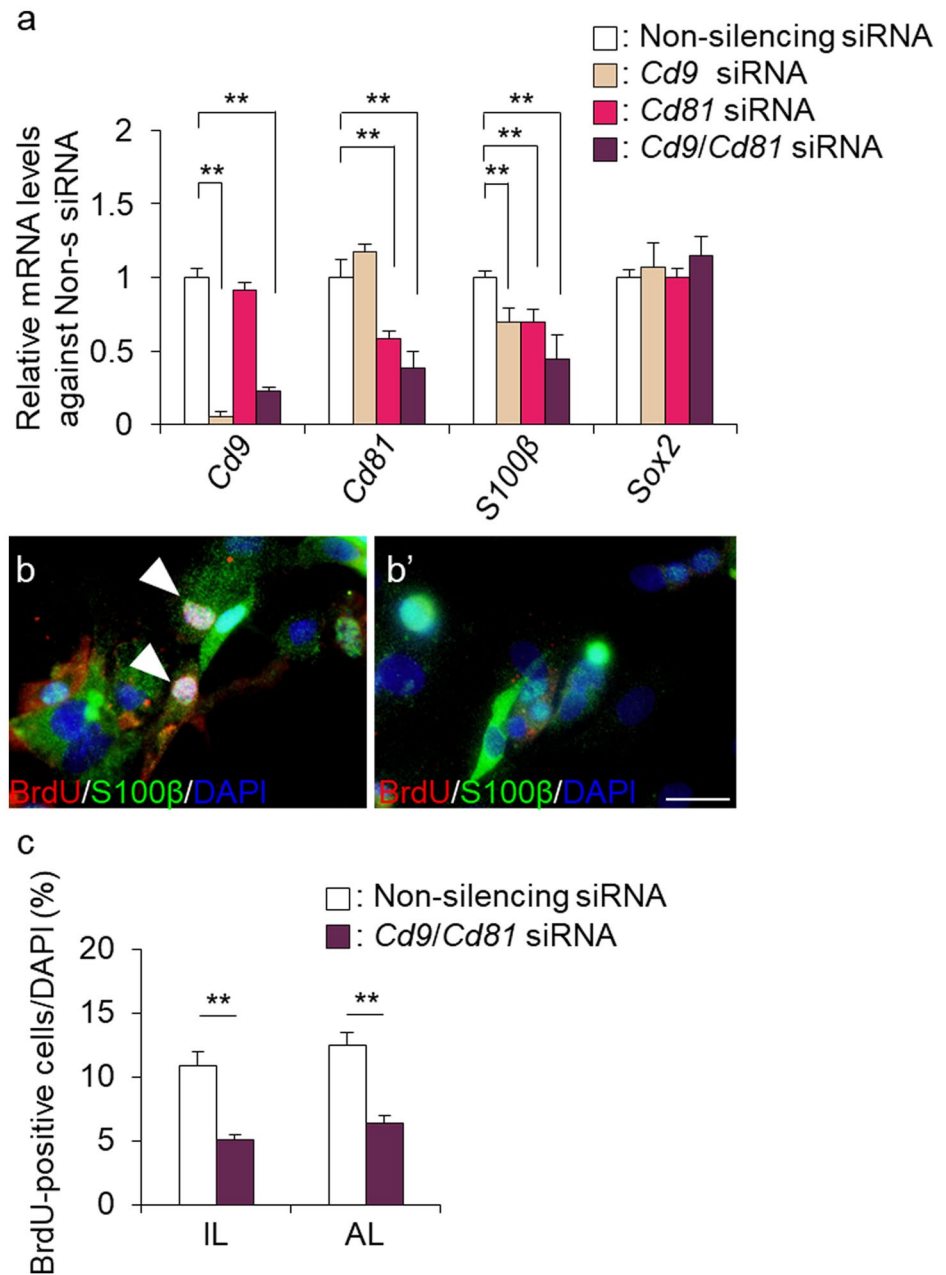 a
: Non-silencing siRNA
: Cd9 siRNA
: Cd81 siRNA
: Cd9/Cd81 siRNA
Relative mRNA levels
against Non-s siRNA
2
1.5
1
0.5
0
** ** ** ** ** ** **
Cd9 Cd81 S100β Sox2
b
BrdU/S100β/DAPI
b’
BrdU/S100β/DAPI
c
: Non-silencing siRNA
: Cd9/Cd81 siRNA
BrdU-positive cells/DAPI (%)
20
15
10
5
0
** **
IL AL